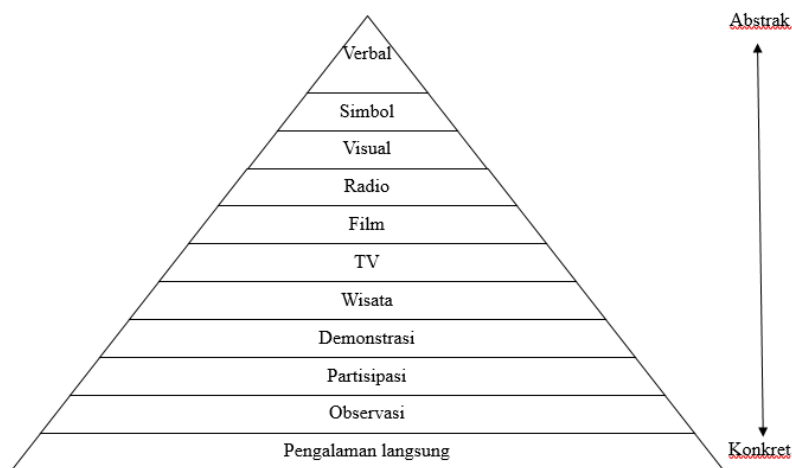 Abstrak
Verbal
Simbol
Visual
Radio
Film
TV
Wisata
Demonstrasi
Partisipasi
Observasi
Pengalaman langsung
Konkret